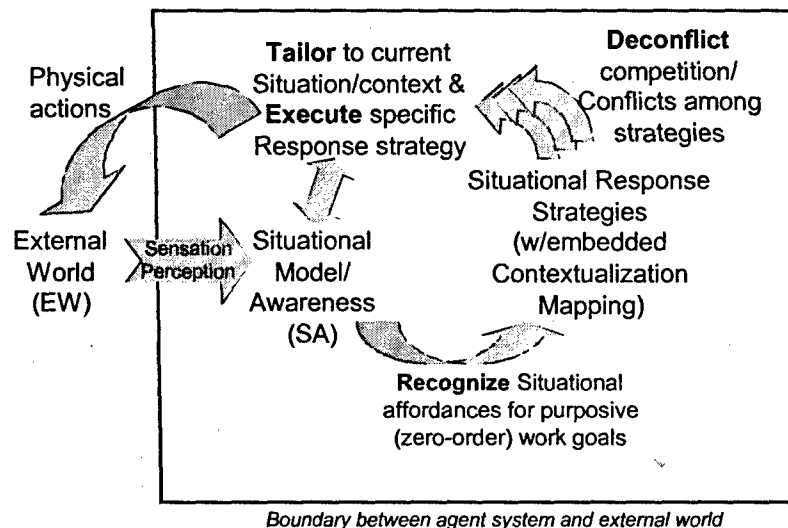 Physical
actions
Tailor to current
Situation/context &
Execute specific
Response strategy
Deconflict
competition/
Conflicts among
strategies
External
World
(EW)
Sensation
Perception
Situational
Model/
Awareness
(SA)
Situational Response
Strategies
(w/embedded
Contextualization
Mapping)
Recognize Situational
affordances for purposive
(zero-order) work goals
Boundary between agent system and external world